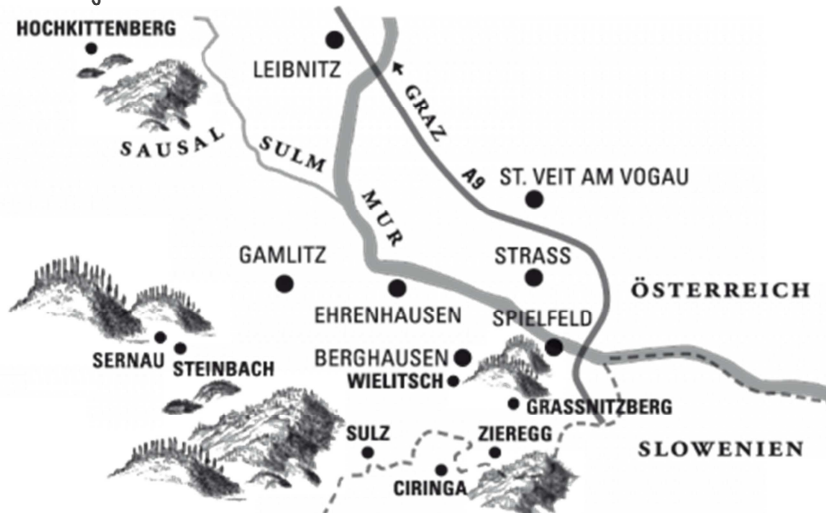 HOCHKITTENBERG
LEIBNITZ
GRAZ
SAUSAL
SULM
A9
ST. VEIT AM VOGAU
MUR
GAMLITZ
STRASS
ÖSTERREICH
EHRENHAUSEN
SPIELFELD
SERNAU
STEINBACH
BERGHAUSEN
WIELITSCH
GRASSNITZBERG
SULZ
ZIEREGG
SLOWENIEN
CIRINGA